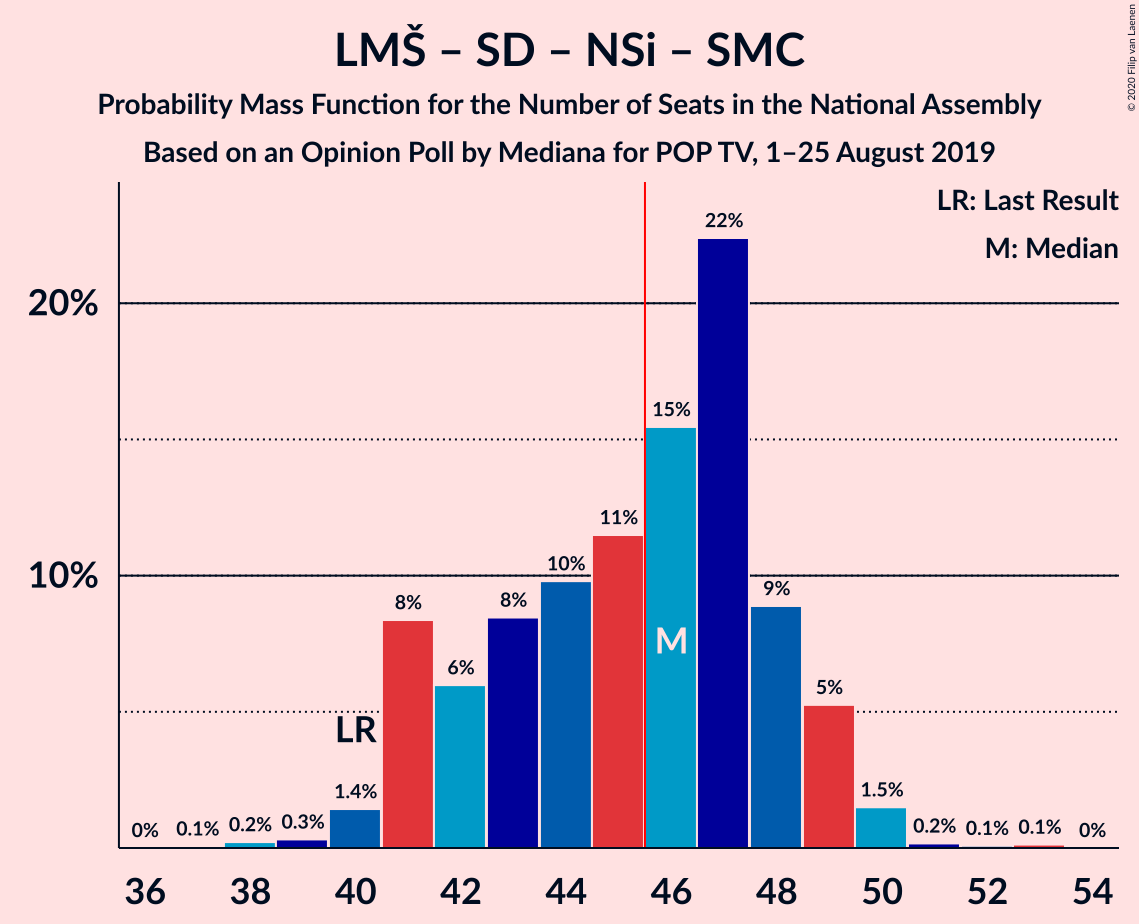 LMŠ – SD – NSi – SMC
Probability Mass Function for the Number of Seats in the National Assembly
Based on an Opinion Poll by Mediana for POP TV, 1–25 August 2019
© 2020 Filip van Laenen
LR: Last Result
M: Median
22%
20%
15%
11%
10%
10%
9%
8%
8%
6%
5%
M
LR
1.4%
1.5%
0% 0.1% 0.2% 0.3% 0.2% 0.1% 0.1% 0%
36 38 40 42 44 46 48 50 52 54